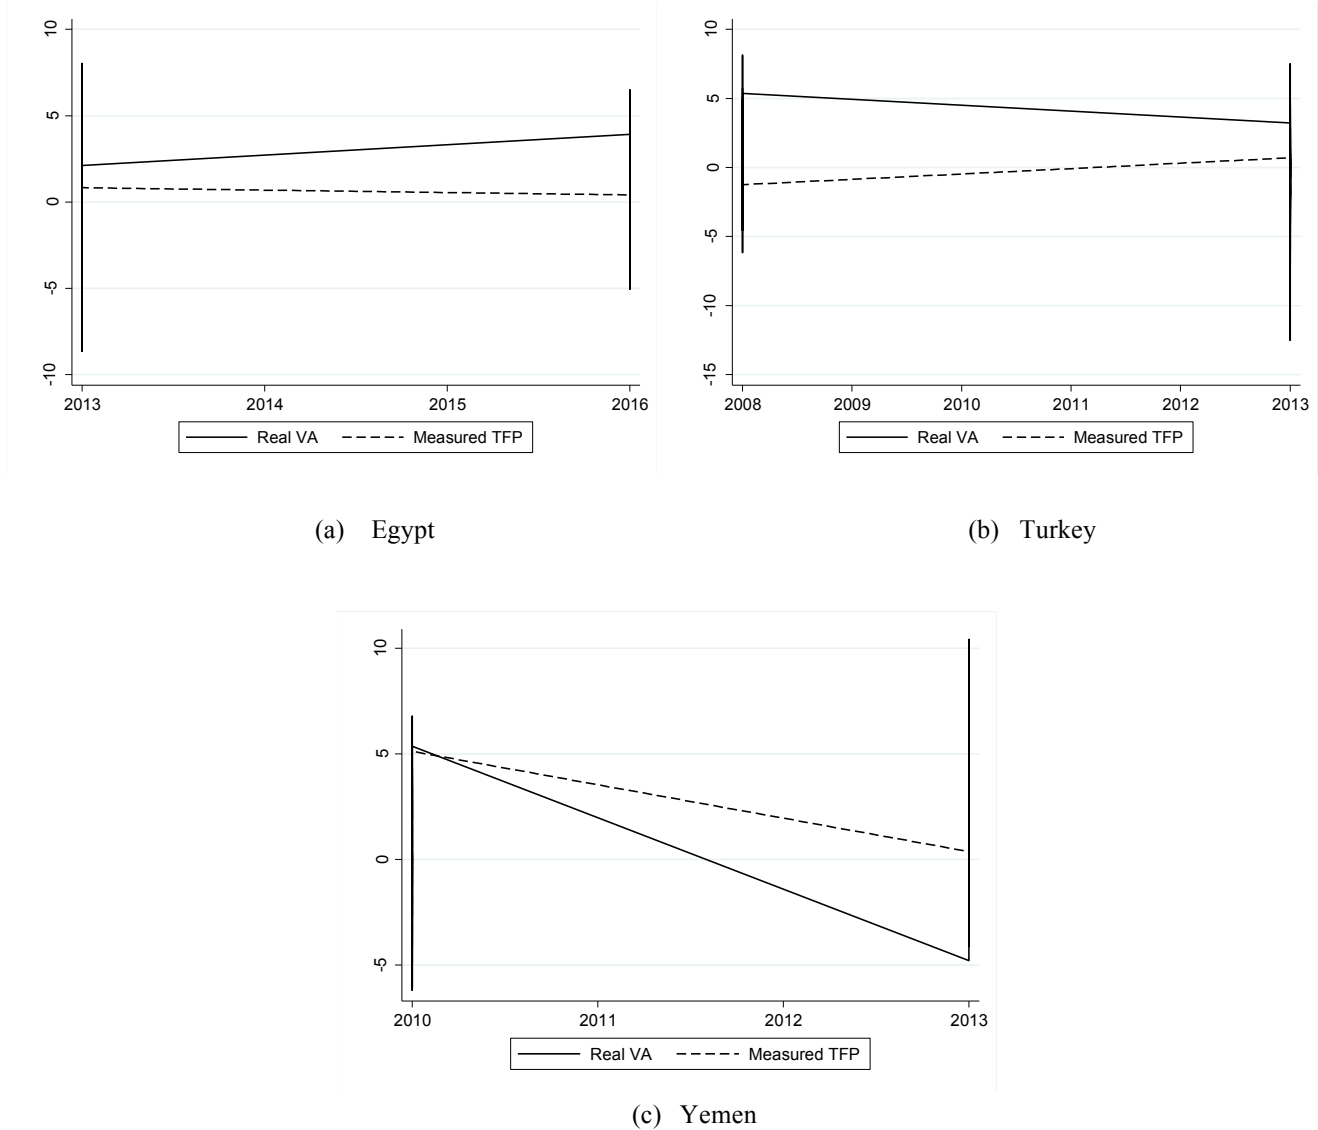 10
5
0
-5
-10
2013 2014 2015 2016
Real VA Measured TFP
(a) Egypt
10
5
0
-5
-10
-15
2008 2009 2010 2011 2012 2013
Real VA Measured TFP
(b) Turkey
10
5
0
-5
2010 2011 2012 2013
Real VA Measured TFP
(c) Yemen